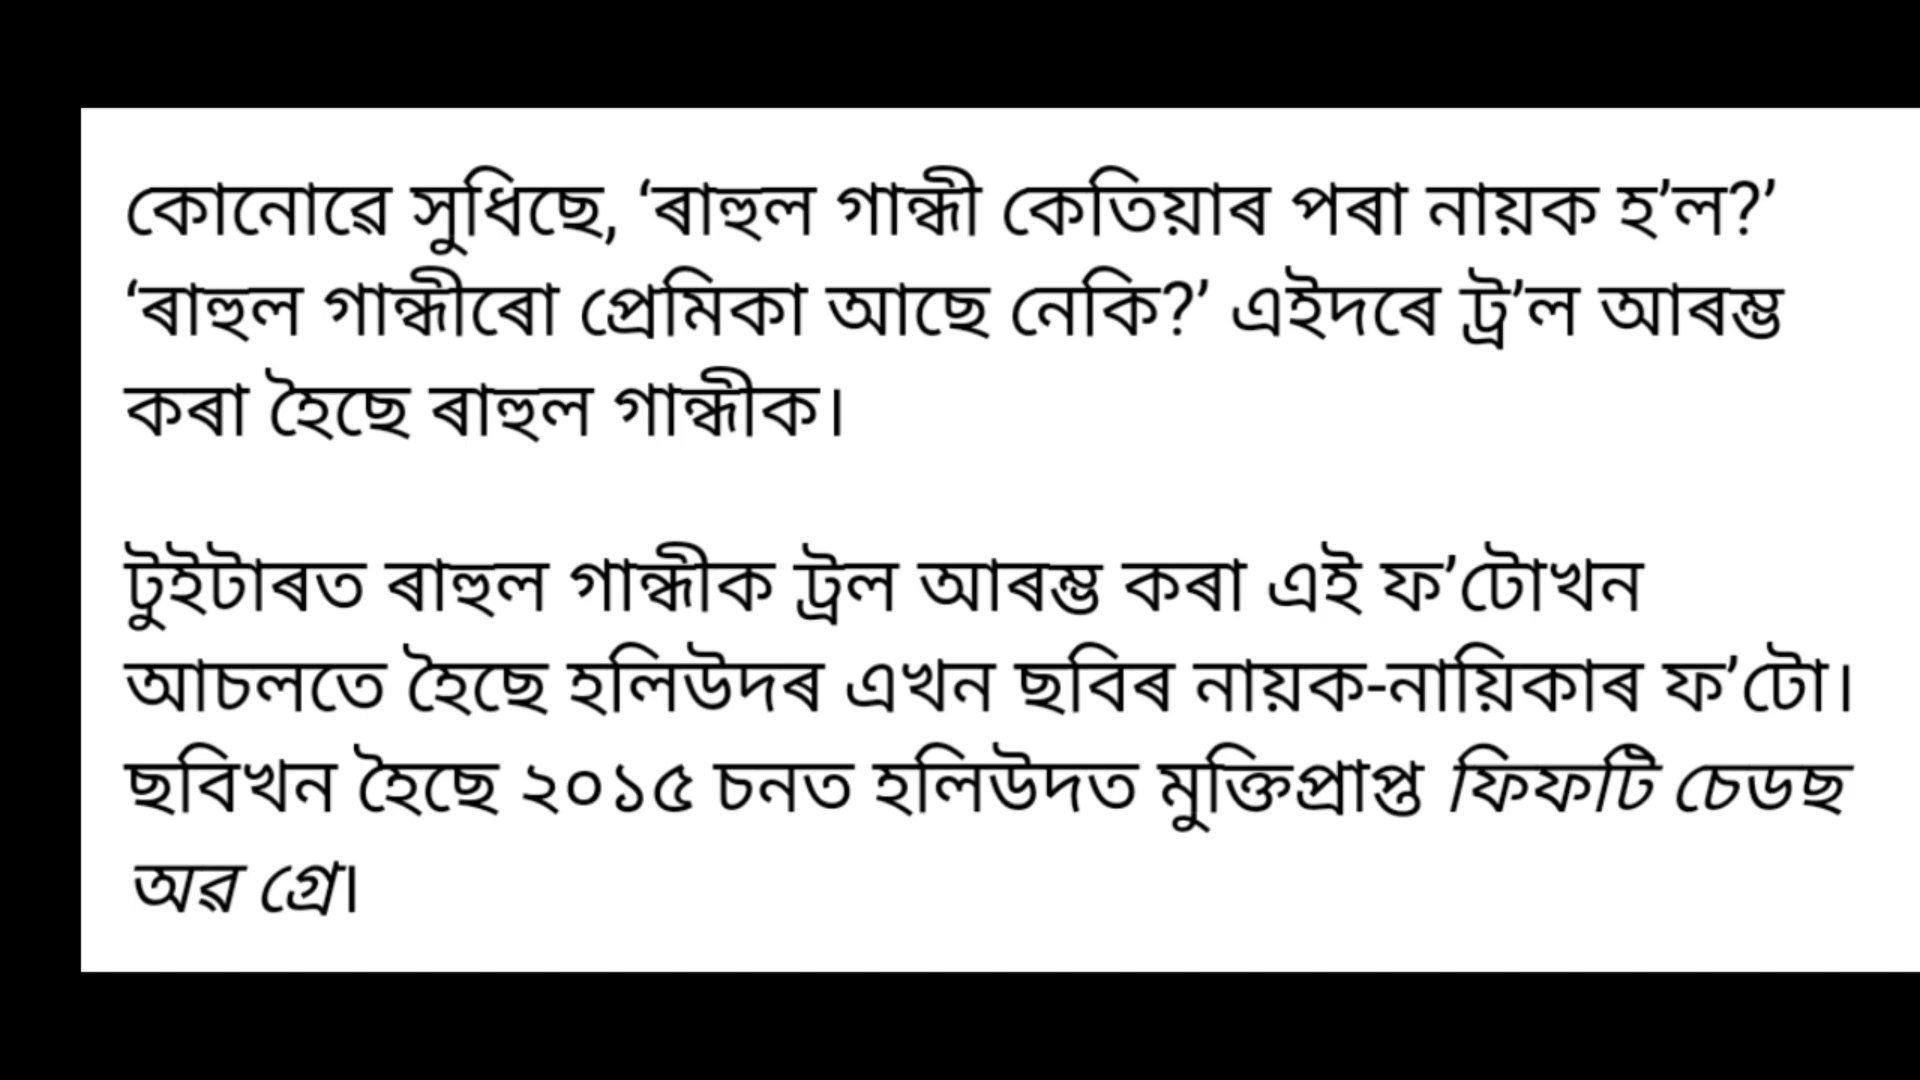 কোনোৱে সুধিছে, ‘ৰাহুল গান্ধী কেতিয়াৰ পৰা নায়ক হ’ল?’
‘ৰাহুল গান্ধীৰো প্ৰেমিকা আছে নেকি?’ এইদৰে ট্ৰ’ল আৰম্ভ
কৰা হৈছে ৰাহুল গান্ধীক।
টুইটাৰত ৰাহুল গান্ধীক ট্ৰল আৰম্ভ কৰা এই ফ’টোখন
আচলতে হৈছে হলিউদৰ এখন ছবিৰ নায়ক-নায়িকাৰ ফ’টো।
ছবিখন হৈছে ২০১৫ চনত হলিউদত মুক্তিপ্ৰাপ্ত ফিফটি চেডছ
অৱ গ্ৰে।